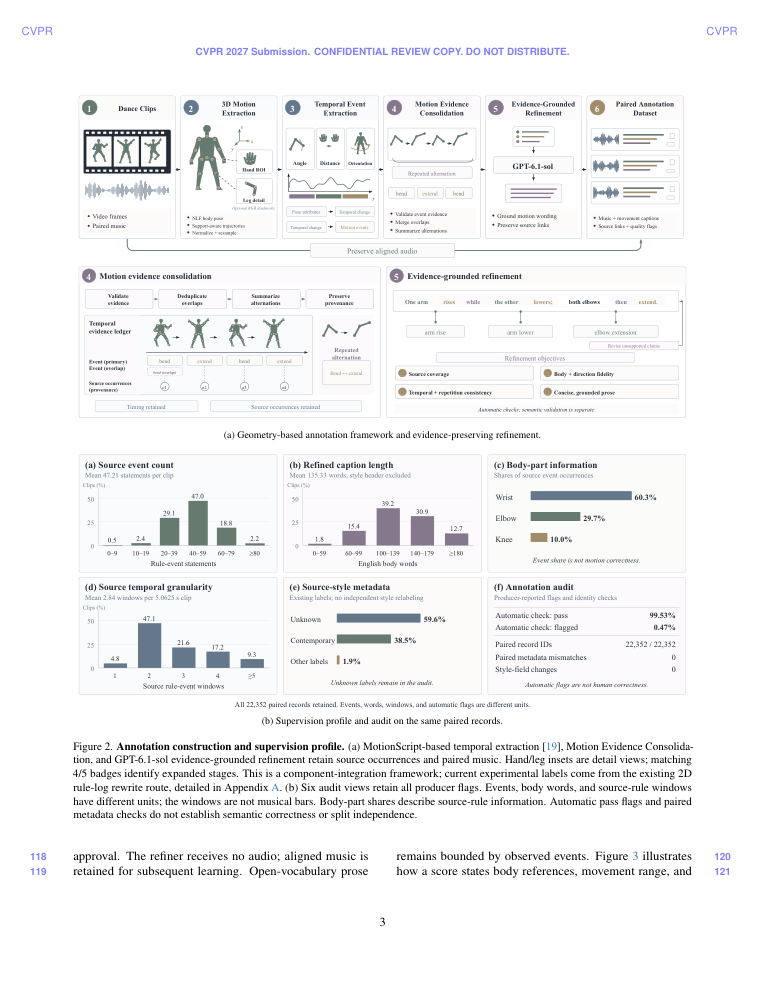 CVPR
CVPR
CVPR 2027 Submission. CONFIDENTIAL REVIEW COPY. DO NOT DISTRIBUTE.
1 Dance Clips
Video frames
Paired music
2 3D Motion
Extraction
Hand ROI
Leg detail
NLF body pose
Support-aware trajectories
Normalize + resample
3 Temporal Event
Extraction
Angle Distance Orientation
Pose attributes Temporal change
Temporal change Motion events
4 Motion Evidence
Consolidation
Repeated alternation
bend extend bend
Validate event evidence
Merge overlaps
Summarize alternations
5 Evidence-Grounded
Refinement
GPT-6.1-sol
Ground motion wording
Preserve source links
6 Paired Annotation
Dataset
Music + movement captions
Source links + quality flags
Preserve aligned audio
4 Motion evidence consolidation
Validate
evidence
Deduplicate
overlaps
Summarize
alternations
Preserve
provenance
Temporal
evidence ledger
Event (primary)
Event (overlap)
Source occurrences
(provenance)
bend extend bend extend
Repeated
alternation
Bend ↔ extend
Timing retained
Source occurrences retained
5 Evidence-grounded refinement
One arm rises while the other lowers; both elbows then extend.
arm rise arm lower elbow extension
Revise unsupported claims
Refinement objectives
Source coverage
Body + direction fidelity
Temporal + repetition consistency
Concise, grounded prose
Automatic checks; semantic validation is separate
(a) Geometry-based annotation framework and evidence-preserving refinement.
(a) Source event count
Mean 47.21 statements per clip
Clips (%)
50
25
0
0.5 2.4 29.1 47.0 18.8 2.2
0–9 10–19 20–39 40–59 60–79 ≥80
Rule-event statements
(b) Refined caption length
Mean 135.33 words; style header excluded
Clips (%)
50
25
0
1.8 15.4 39.2 30.9 12.7
0–59 60–99 100–139 140–179 ≥180
English body words
(c) Body-part information
Shares of source event occurrences
Wrist 60.3%
Elbow 29.7%
Knee 10.0%
Event share is not motion correctness.
(d) Source temporal granularity
Mean 2.84 windows per 5.0625 s clip
Clips (%)
50
25
0
4.8 47.1 21.6 17.2 9.3
1 2 3 4 ≥5
Source rule-event windows
(e) Source-style metadata
Existing labels; no independent style relabeling
Unknown 59.6%
Contemporary 38.5%
Other labels 1.9%
Unknown labels remain in the audit.
(f) Annotation audit
Producer-reported flags and identity checks
Automatic check: pass 99.53%
Automatic check: flagged 0.47%
Paired record IDs 22,352 / 22,352
Paired metadata mismatches 0
Style-field changes 0
Automatic flags are not human correctness.
All 22,352 paired records retained. Events, words, windows, and automatic flags are different units.
(b) Supervision profile and audit on the same paired records.
Figure 2. Annotation construction and supervision profile. (a) MotionScript-based temporal extraction [19], Motion Evidence Consolida-
tion, and GPT-6.1-sol evidence-grounded refinement retain source occurrences and paired music. Hand/leg insets are detail views; matching
4/5 badges identify expanded stages. This is a component-integration framework; current experimental labels come from the existing 2D
rule-log rewrite route, detailed in Appendix A. (b) Six audit views retain all producer flags. Events, body words, and source-rule windows
have different units; the windows are not musical bars. Body-part shares describe source-rule information. Automatic pass flags and paired
metadata checks do not establish semantic correctness or split independence.
118 approval. The refiner receives no audio; aligned music is
119 retained for subsequent learning. Open-vocabulary prose
remains bounded by observed events. Figure 3 illustrates 120
how a score states body references, movement range, and 121
3